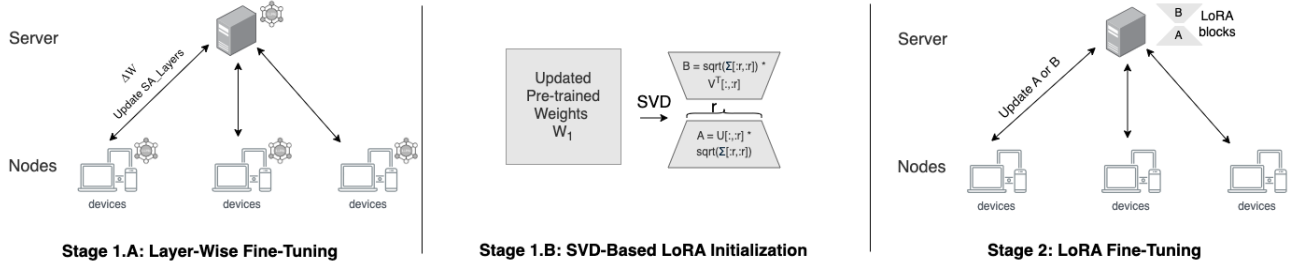 Server
ΔW
Update SA_Layers
Nodes
devices
devices
devices
Stage 1.A: Layer-Wise Fine-Tuning
Updated
Pre-trained
Weights
W₁
SVD
B = sqrt(Σ[:r,:r]) *
Vᵀ[:,:r]
r
A = U[:,:r] *
sqrt(Σ[:r,:r])
Stage 1.B: SVD-Based LoRA Initialization
Server
B
A
LoRA
blocks
Update A or B
Nodes
devices
devices
devices
Stage 2: LoRA Fine-Tuning